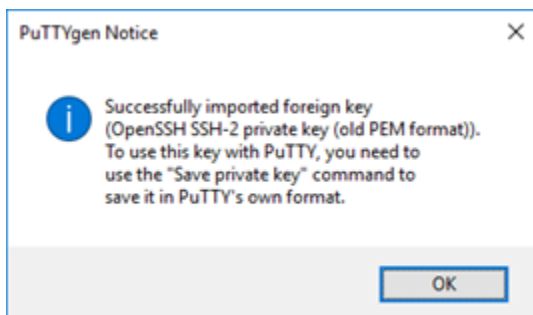 PuTTYgen Notice
Successfully imported foreign key
(OpenSSH SSH-2 private key (old PEM format)).
To use this key with PuTTY, you need to
use the "Save private key" command to
save it in PuTTY's own format.
OK